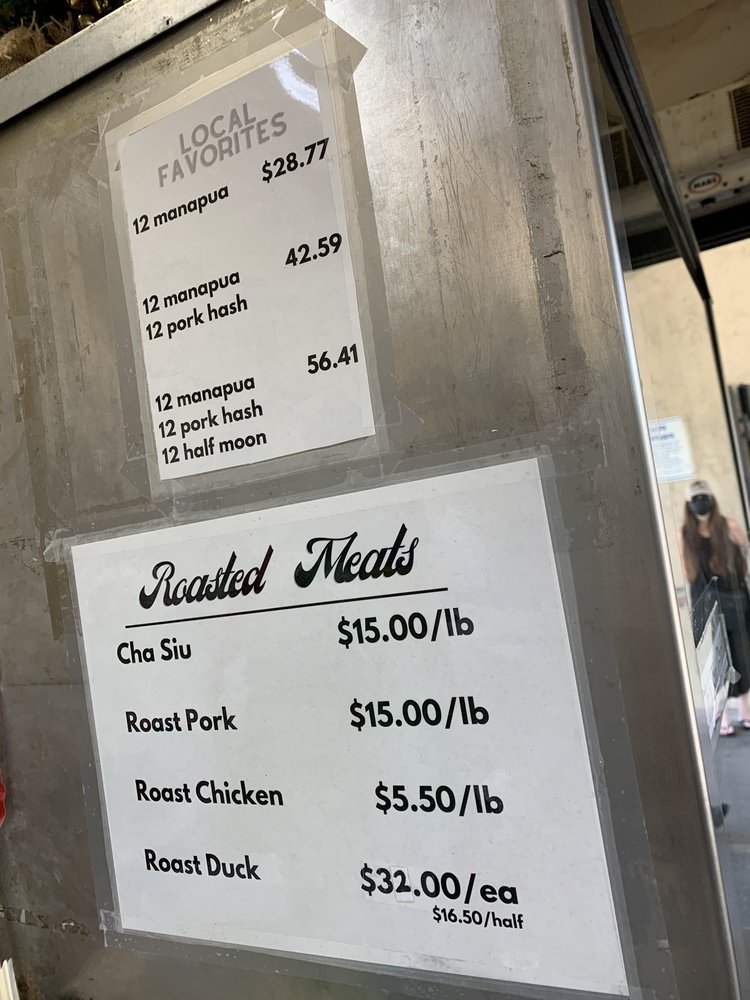 LOCAL
FAVORITES
12 manapua $28.77
42.59
12 manapua
12 pork hash
56.41
12 manapua
12 pork hash
12 half moon
Roasted Meats
Cha Siu $15.00/lb
Roast Pork $15.00/lb
Roast Chicken $5.50/lb
Roast Duck $32.00/ea
$16.50/half